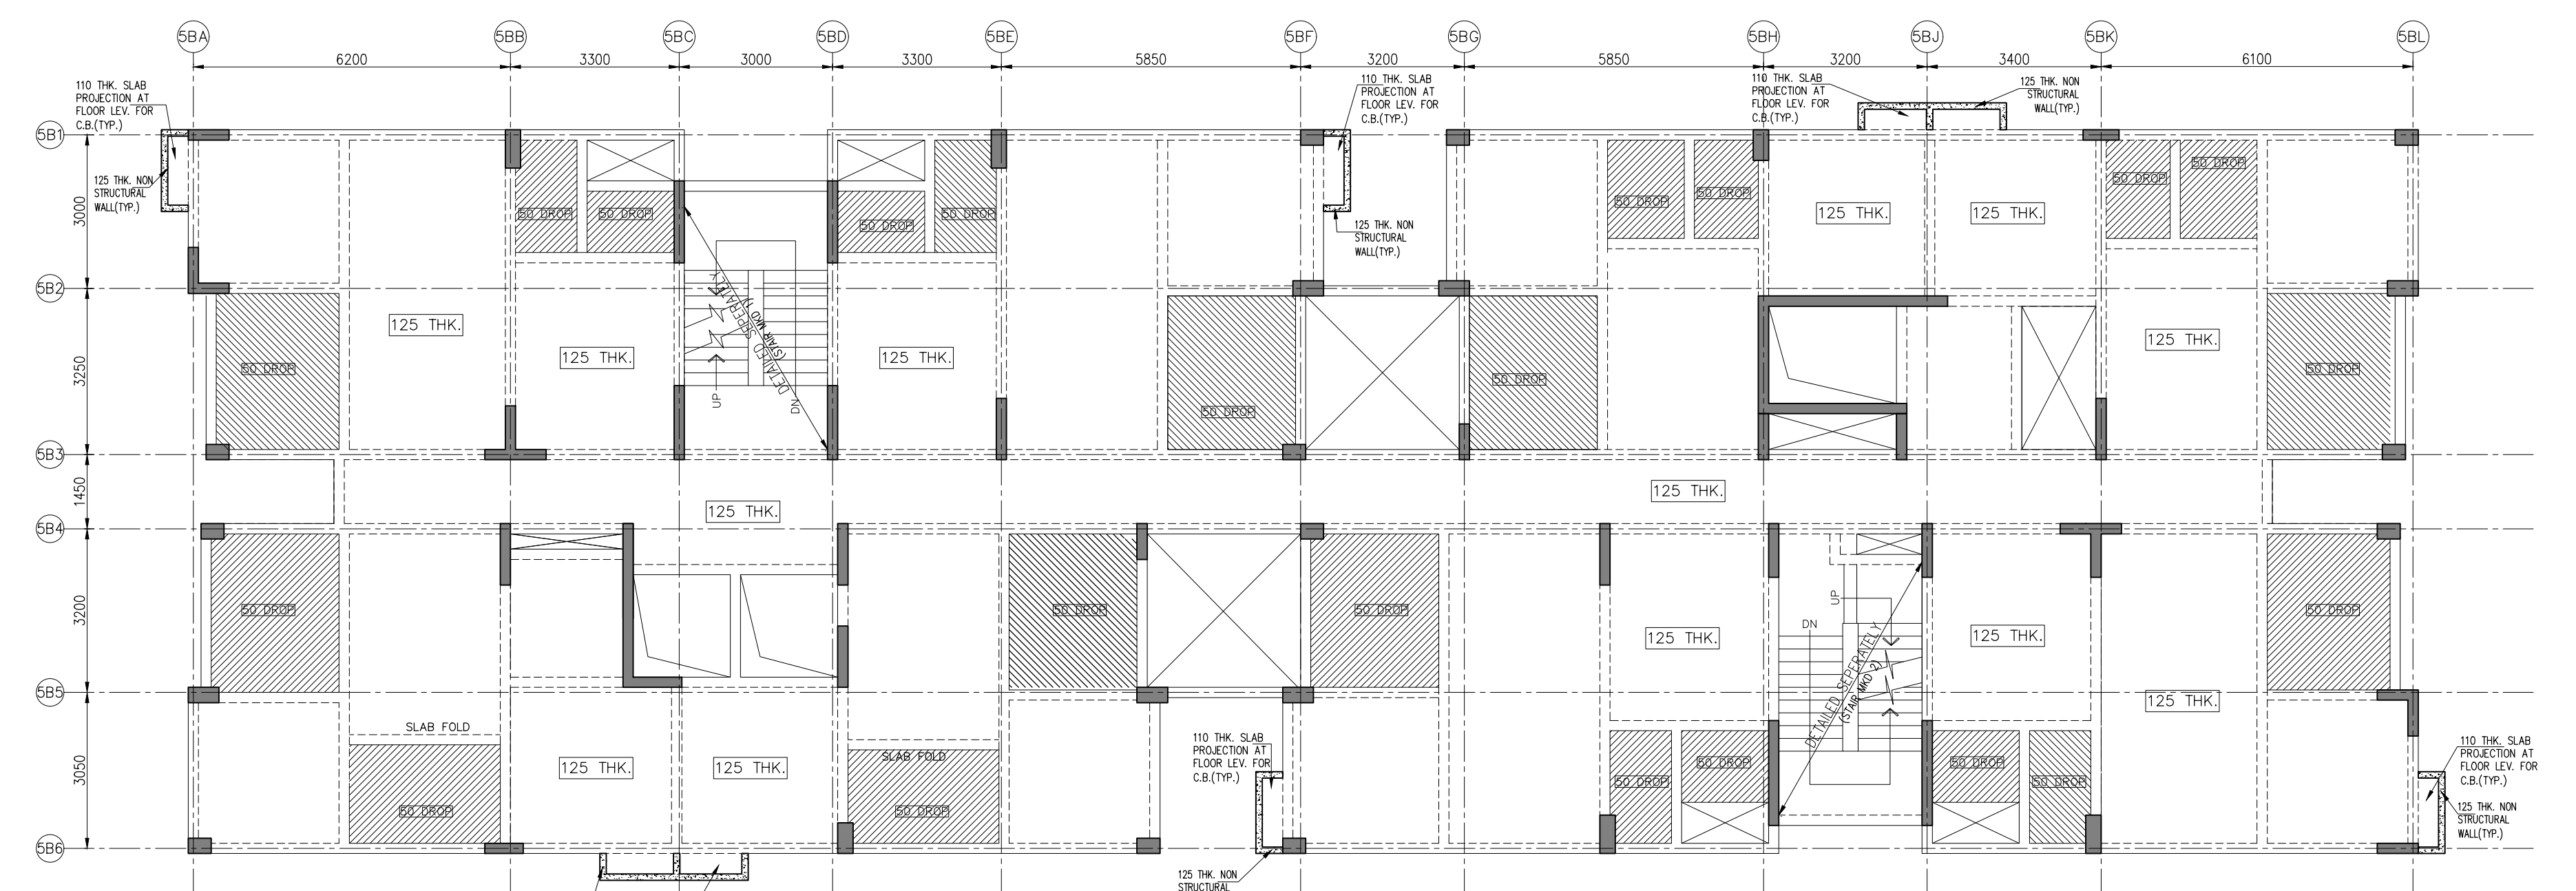 5BA 5BB 5BC 5BD 5BE 5BF 5BG 5BH 5BJ 5BK 5BL
6200 3300 3000 3300 5850 3200 5850 3200 3400 6100
110 THK. SLAB
PROJECTION AT
FLOOR LEV. FOR
C.B.(TYP.)
110 THK. SLAB
PROJECTION AT
FLOOR LEV. FOR
C.B.(TYP.)
110 THK. SLAB
PROJECTION AT
FLOOR LEV. FOR
C.B.(TYP.)
125 THK. NON
STRUCTURAL
WALL(TYP.)
5B1
125 THK. NON
STRUCTURAL
WALL(TYP.)
3000
50 DROP
50 DROP
50 DROP
50 DROP
125 THK. NON
STRUCTURAL
WALL(TYP.)
50 DROP
50 DROP
125 THK.
125 THK.
50 DROP
50 DROP
5B2
3250
125 THK.
50 DROP
125 THK.
DETAILED SEPERATELY
(STAIR MKD 1)
UP
DN
125 THK.
50 DROP
50 DROP
125 THK.
50 DROP
5B3
1450
125 THK.
125 THK.
5B4
3200
50 DROP
50 DROP
50 DROP
125 THK.
DN
UP
DETAILED SEPERATELY
(STAIR MKD 2)
125 THK.
50 DROP
5B5
125 THK.
3050
SLAB FOLD
50 DROP
125 THK.
125 THK.
SLAB FOLD
50 DROP
110 THK. SLAB
PROJECTION AT
FLOOR LEV. FOR
C.B.(TYP.)
50 DROP
50 DROP
50 DROP
50 DROP
110 THK. SLAB
PROJECTION AT
FLOOR LEV. FOR
C.B.(TYP.)
125 THK. NON
STRUCTURAL
WALL(TYP.)
5B6
125 THK. NON
STRUCTURAL